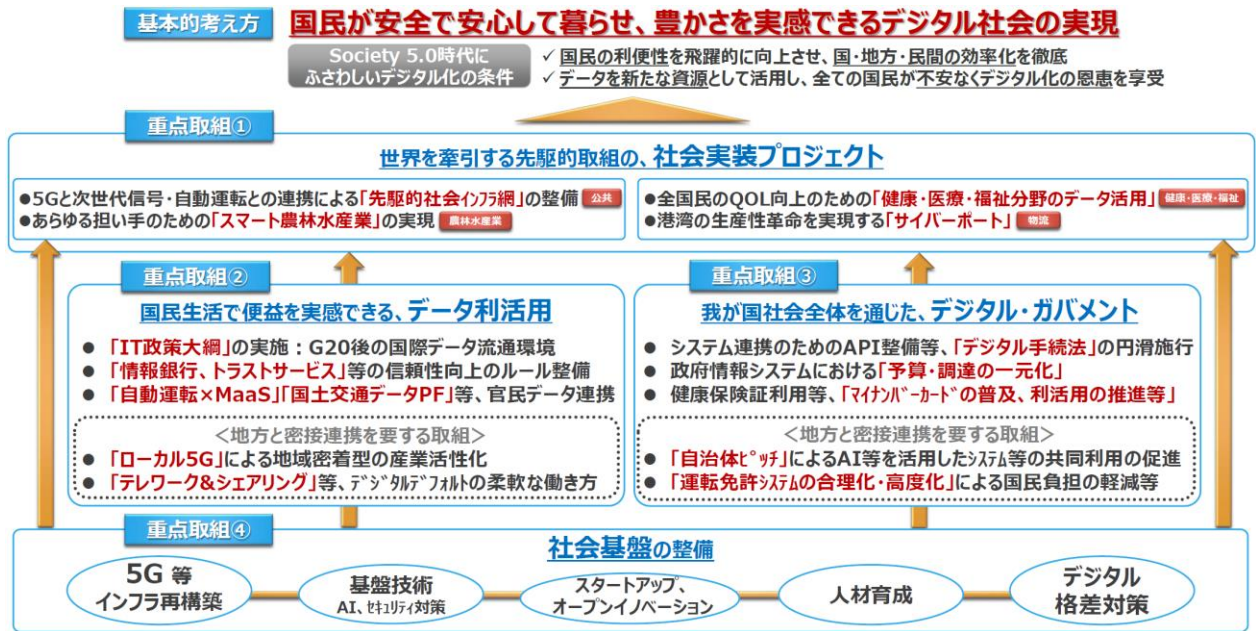 基本的考え方
国民が安全で安心して暮らせ、豊かさを実感できるデジタル社会の実現
Society 5.0時代に
ふさわしいデジタル化の条件
✓ 国民の利便性を飛躍的に向上させ、国・地方・民間の効率化を徹底
✓ データを新たな資源として活用し、全ての国民が不安なくデジタル化の恩恵を享受
重点取組①
世界を牽引する先駆的取組の、社会実装プロジェクト
●5Gと次世代信号・自動運転との連携による「先駆的社会インフラ網」の整備 公共
●あらゆる担い手のための「スマート農林水産業」の実現 農林水産業
●全国民のQOL向上のための「健康・医療・福祉分野のデータ活用」 健康・医療・福祉
●港湾の生産性革命を実現する「サイバーポート」 物流
重点取組②
国民生活で便益を実感できる、データ利活用
● 「IT政策大綱」の実施：G20後の国際データ流通環境
● 「情報銀行、トラストサービス」等の信頼性向上のルール整備
● 「自動運転×MaaS」「国土交通データPF」等、官民データ連携
＜地方と密接連携を要する取組＞
● 「ローカル5G」による地域密着型の産業活性化
● 「テレワーク&シェアリング」等、ﾃﾞｼﾞﾀﾙﾃﾞﾌｫﾙﾄの柔軟な働き方
重点取組③
我が国社会全体を通じた、デジタル・ガバメント
● システム連携のためのAPI整備等、「デジタル手続法」の円滑施行
● 政府情報システムにおける「予算・調達の一元化」
● 健康保険証利用等、「ﾏｲﾅﾝﾊﾞｰｶｰﾄﾞの普及、利活用の推進等」
＜地方と密接連携を要する取組＞
● 「自治体ﾋﾟｯﾁ」によるAI等を活用したｼｽﾃﾑ等の共同利用の促進
● 「運転免許ｼｽﾃﾑの合理化・高度化」による国民負担の軽減等
重点取組④
社会基盤の整備
5G 等
インフラ再構築
基盤技術
AI、ｾｷｭﾘﾃｨ対策
スタートアップ、
オープンイノベーション
人材育成
デジタル
格差対策